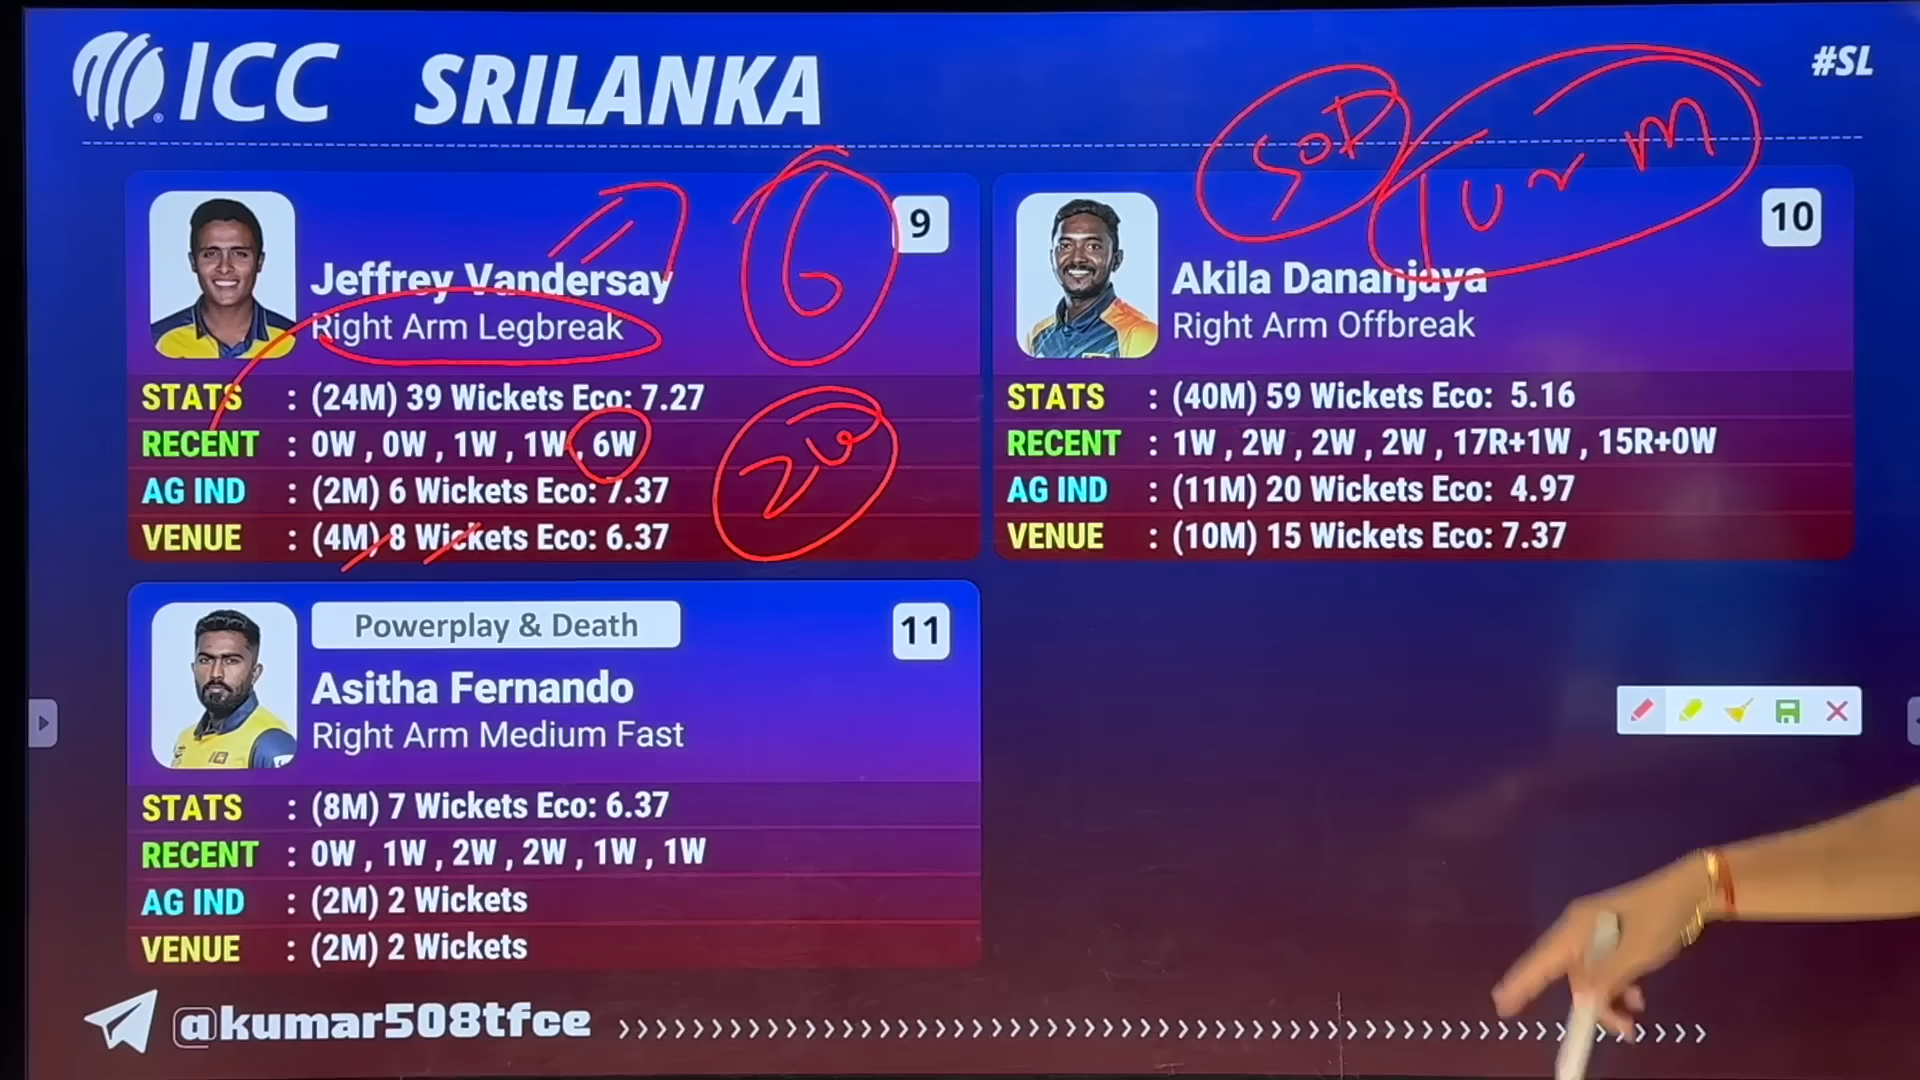 ICC SRILANKA
#SL
SOP
Turm
6
9
Jeffrey Vandersay
Right Arm Legbreak
STATS : (24M) 39 Wickets Eco: 7.27
RECENT : 0W , 0W , 1W , 1W , 6W
AG IND : (2M) 6 Wickets Eco: 7.37
VENUE : (4M) 8 Wickets Eco: 6.37
10
Akila Dananjaya
Right Arm Offbreak
STATS : (40M) 59 Wickets Eco: 5.16
RECENT : 1W , 2W , 2W , 2W , 17R+1W , 15R+0W
AG IND : (11M) 20 Wickets Eco: 4.97
VENUE : (10M) 15 Wickets Eco: 7.37
Powerplay & Death
11
Asitha Fernando
Right Arm Medium Fast
STATS : (8M) 7 Wickets Eco: 6.37
RECENT : 0W , 1W , 2W , 2W , 1W , 1W
AG IND : (2M) 2 Wickets
VENUE : (2M) 2 Wickets
@kumar508tfce